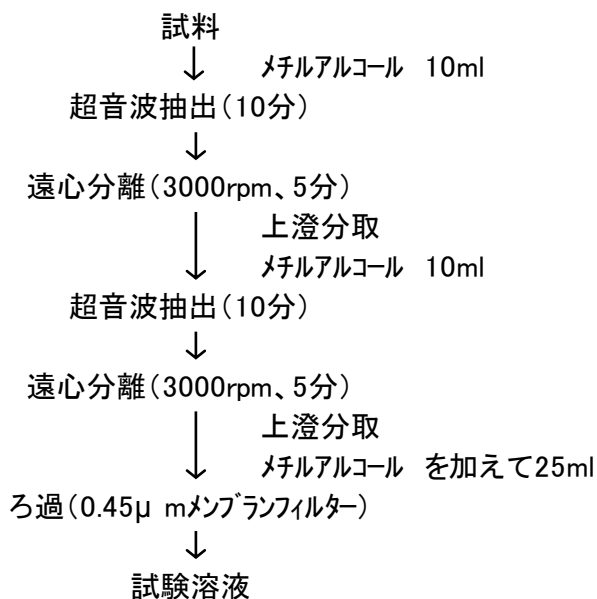 試料
↓ ﾒﾁﾙｱﾙｺｰﾙ 10ml
超音波抽出（10分）
↓
遠心分離（3000rpm、5分）
上澄分取
↓ ﾒﾁﾙｱﾙｺｰﾙ 10ml
超音波抽出（10分）
↓
遠心分離（3000rpm、5分）
上澄分取
↓ ﾒﾁﾙｱﾙｺｰﾙ を加えて25ml
ろ過（0.45μ mﾒﾝﾌﾞﾗﾝﾌｨﾙﾀｰ）
↓
試験溶液